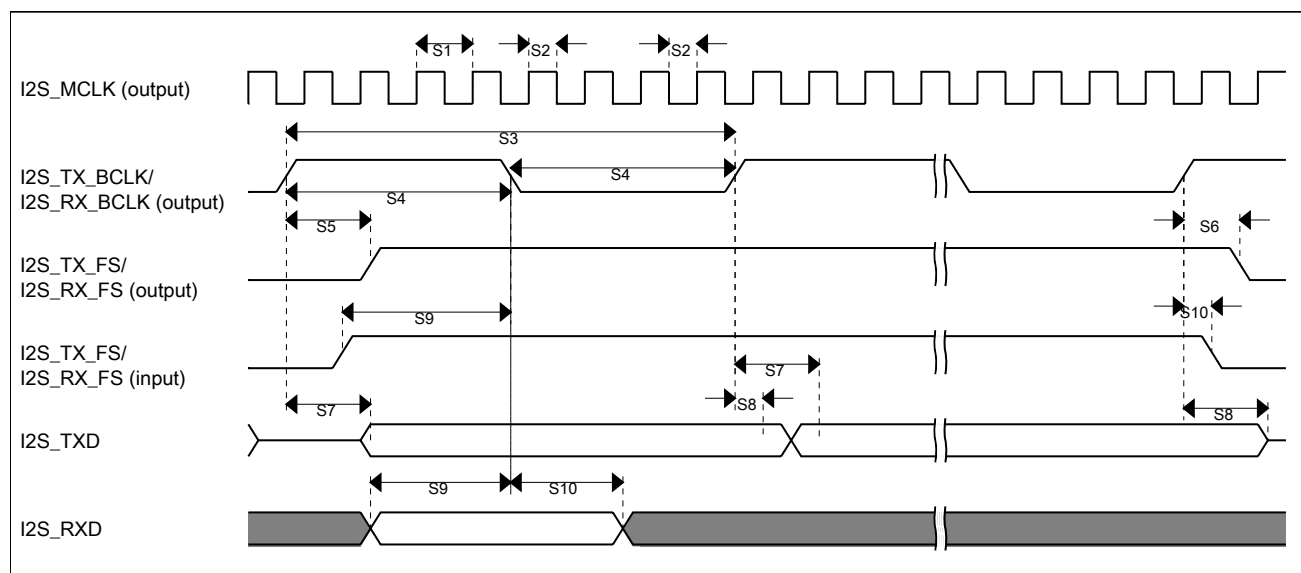 S1
S2
S2
I2S_MCLK (output)
S3
I2S_TX_BCLK/
I2S_RX_BCLK (output)
S4
S4
S5
S6
I2S_TX_FS/
I2S_RX_FS (output)
S9
S10
I2S_TX_FS/
I2S_RX_FS (input)
S7
S7
S8
S8
I2S_TXD
S9
S10
I2S_RXD